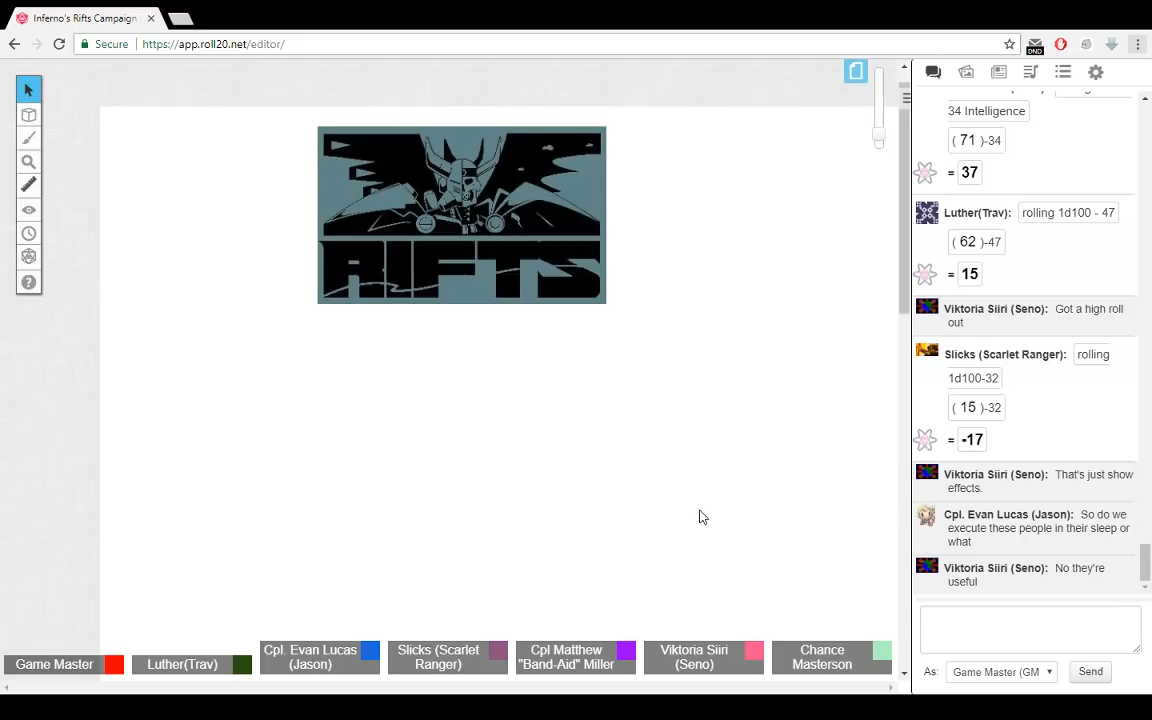 Inferno's Rifts Campaign
Secure
https://app.roll20.net/editor/
DND
RIFTS
34 Intelligence
( 71 )-34
= 37
Luther(Trav): rolling 1d100 - 47
( 62 )-47
= 15
Viktoria Siiri (Seno): Got a high roll
out
Slicks (Scarlet Ranger): rolling
1d100-32
( 15 )-32
= -17
Viktoria Siiri (Seno): That's just show
effects.
Cpl. Evan Lucas (Jason): So do we
execute these people in their sleep or
what
Viktoria Siiri (Seno): No they're
useful
As: Game Master (GM
Send
Game Master
Luther(Trav)
Cpl. Evan Lucas
(Jason)
Slicks (Scarlet
Ranger)
Cpl Matthew
"Band-Aid" Miller
Viktoria Siiri
(Seno)
Chance
Masterson